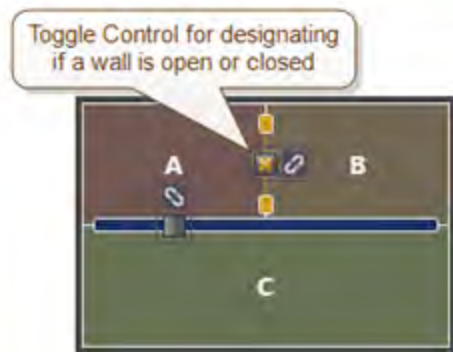 Toggle Control for designating
if a wall is open or closed
A
B
C